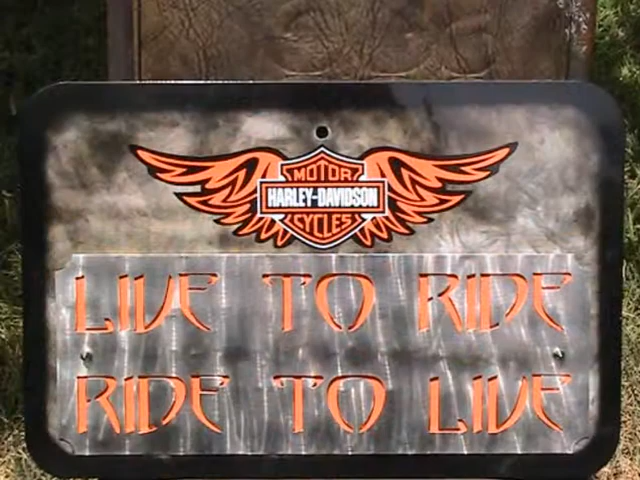 MOTOR
HARLEY-DAVIDSON
CYCLES
LIVE TO RIDE
RIDE TO LIVE